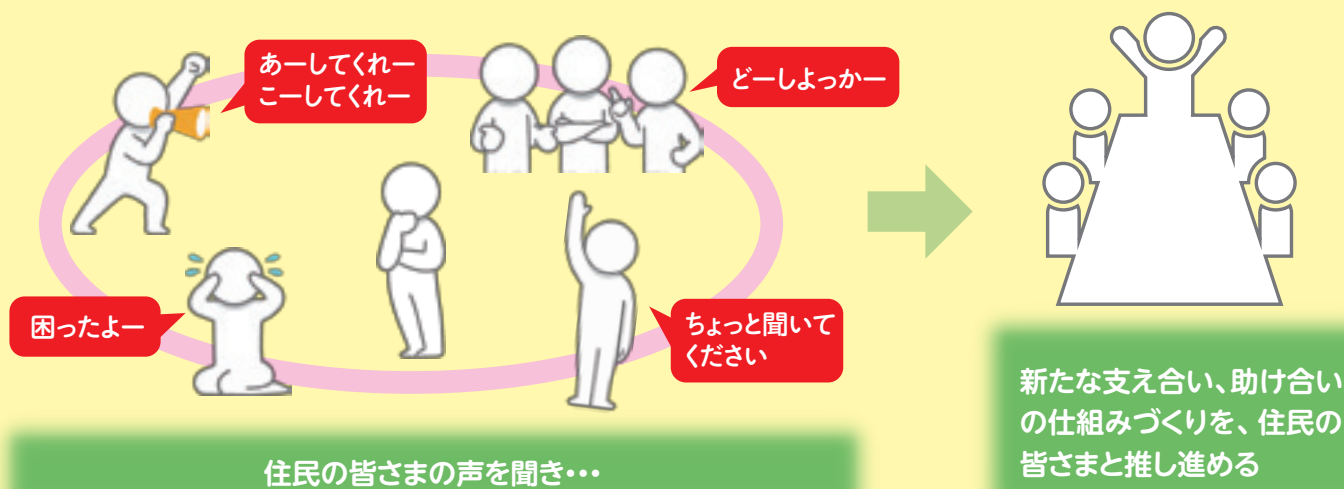 あーしてくれー
こーしてくれー
どーしよっかー
困ったよー
ちょっと聞いて
ください
住民の皆さまの声を聞き・・・
新たな支え合い、助け合い
の仕組みづくりを、住民の
皆さまと推し進める